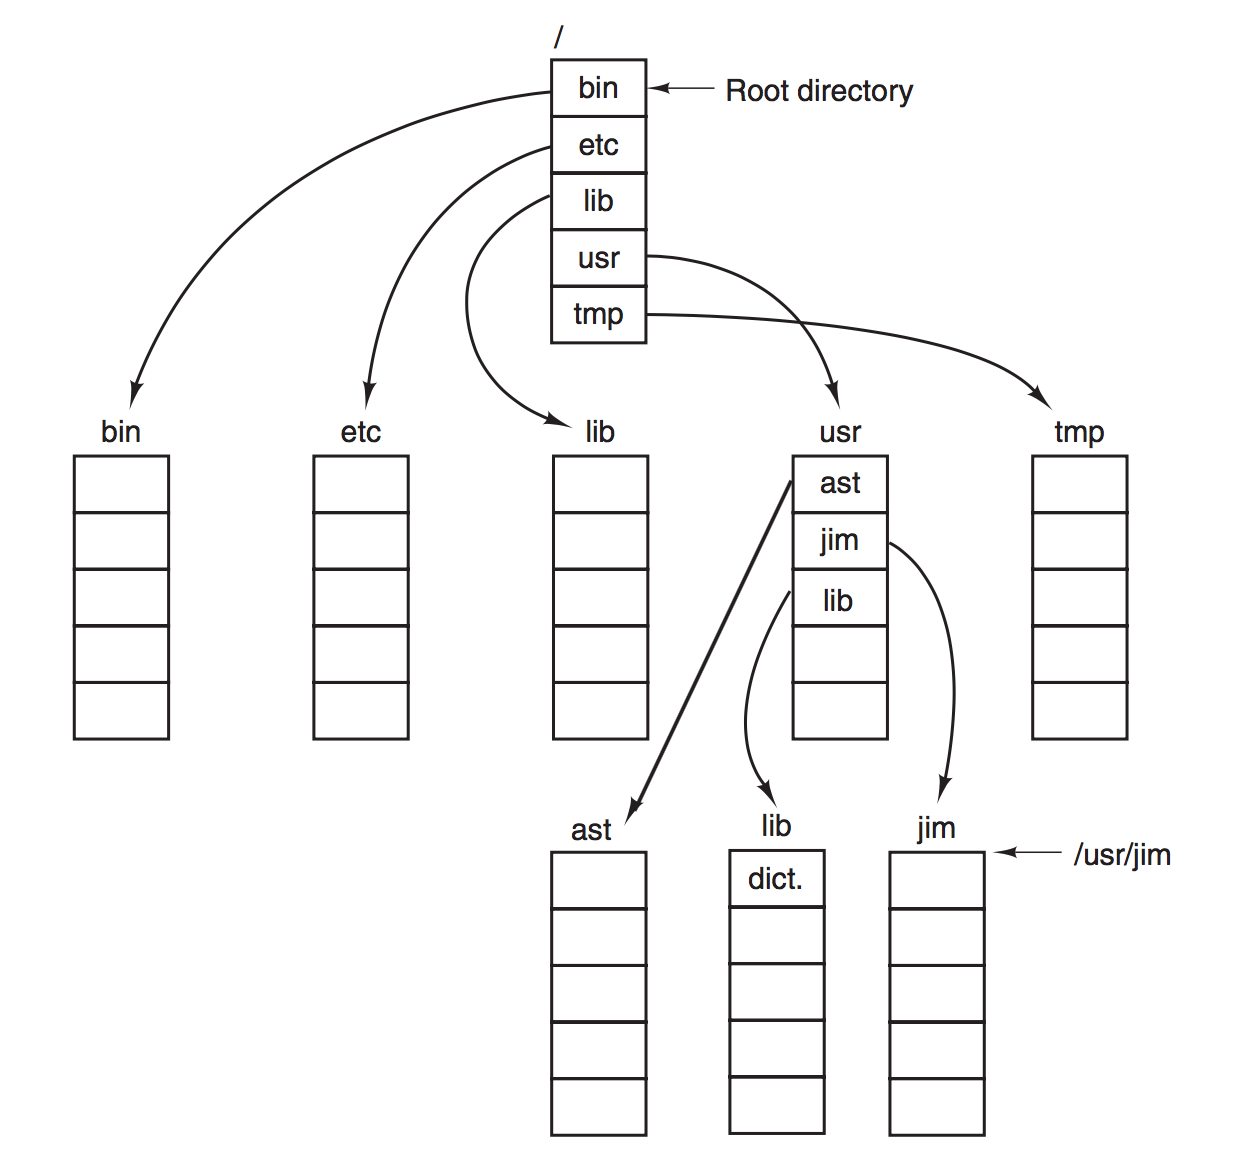 /
bin
Root directory
etc
lib
usr
tmp
bin
etc
lib
usr
tmp
ast
jim
lib
ast
lib
jim
/usr/jim
dict.